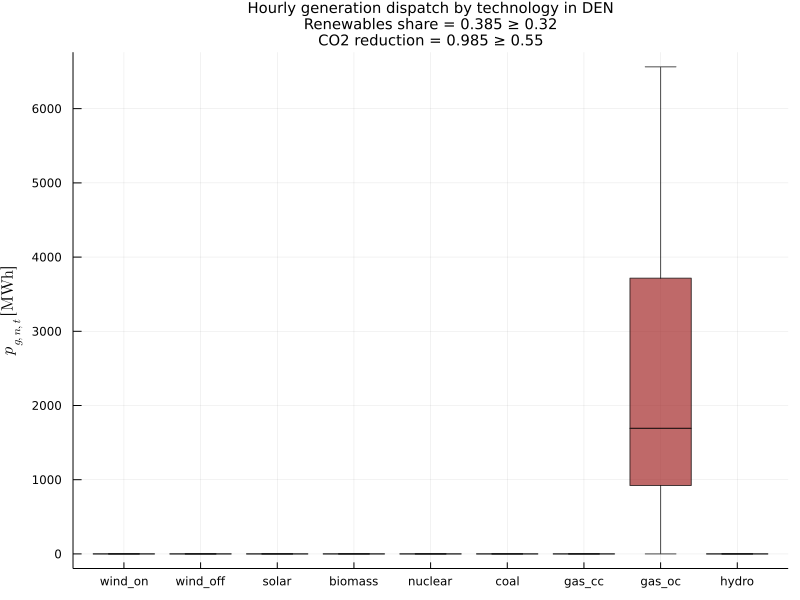 Hourly generation dispatch by technology in DEN
Renewables share = 0.385 ≥ 0.32
CO2 reduction = 0.985 ≥ 0.55
p g, n, t [MWh]
6000
5000
4000
3000
2000
1000
0
wind_on wind_off solar biomass nuclear coal gas_cc gas_oc hydro